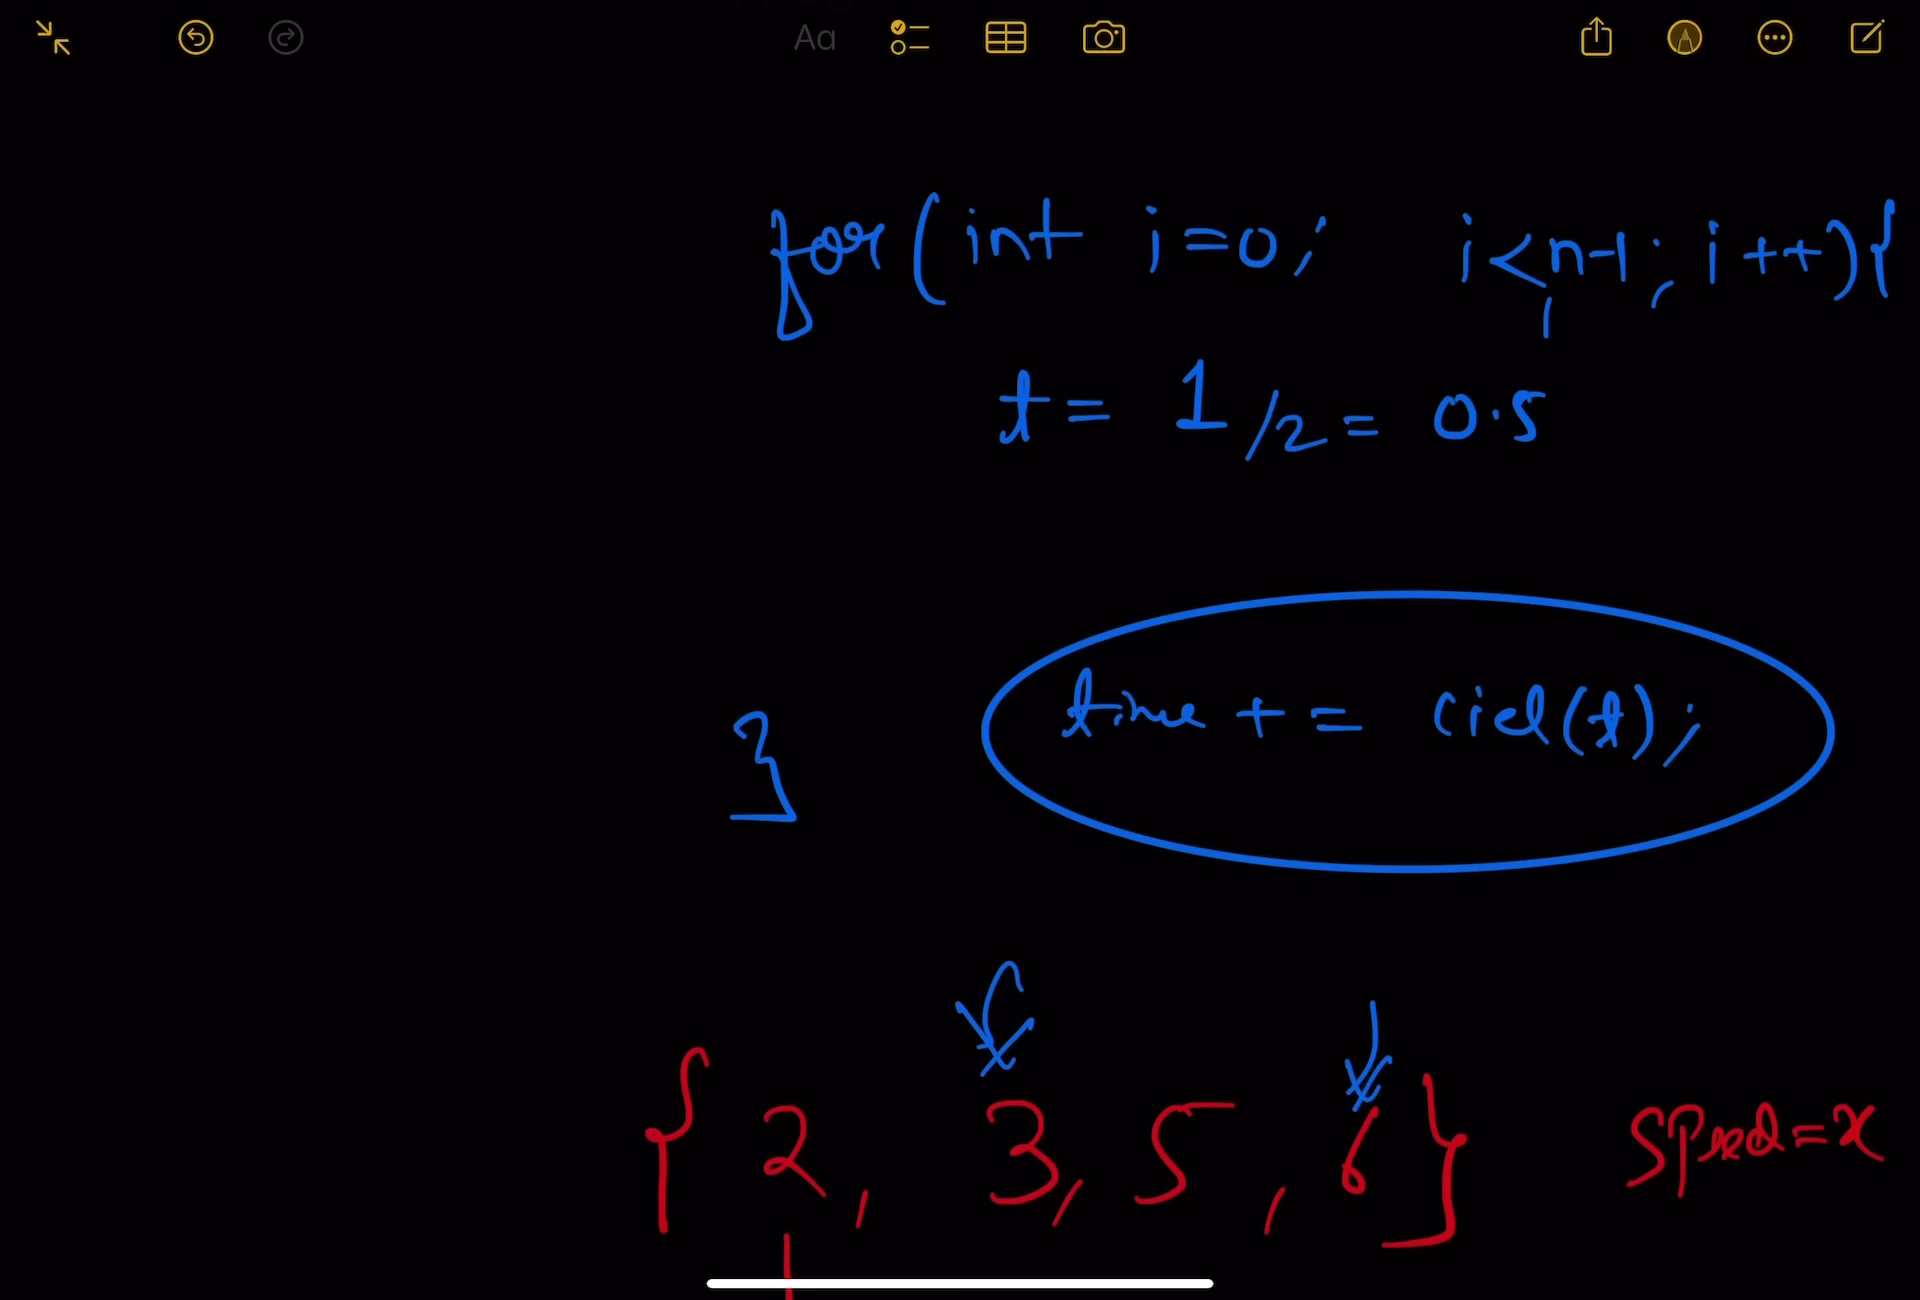 Aa
for(int i=0; i<n-1; i++){
t = 1/2 = 0.5
time += ciel(t);
}
{2, 3, 5, 6} speed=x